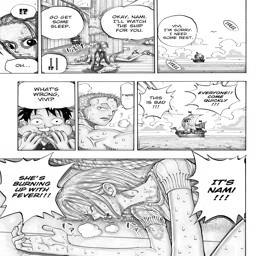 VIVI,
I'M SORRY.
I NEED
SOME REST.
OKAY, NAMI.
I'LL WATCH
THE SHIP
FOR YOU.
GO GET
SOME
SLEEP.
OH...
!?
EVERYONE!!
COME
QUICKLY!!!
THIS IS
BAD
!!!
WHAT'S
WRONG,
VIVI?
IT'S
NAMI
!!!
SHE'S
BURNING
UP WITH
FEVER!!!